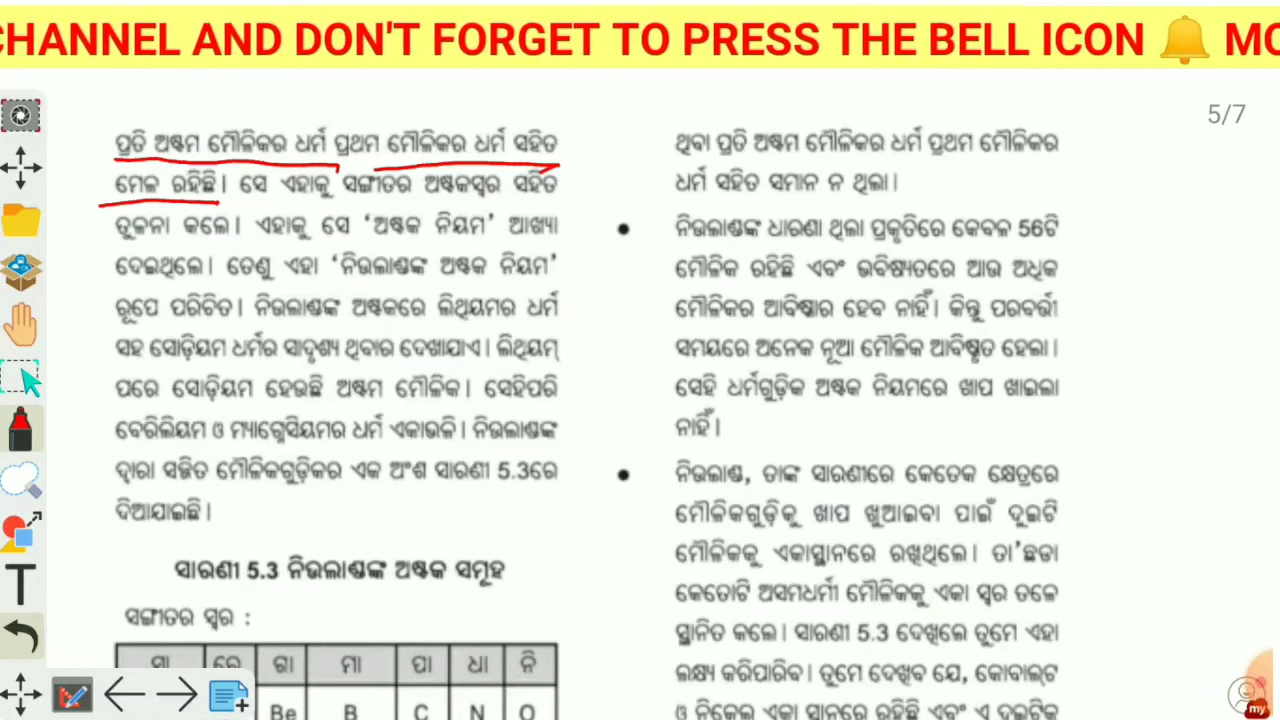 CHANNEL AND DON'T FORGET TO PRESS THE BELL ICON 🔔 MO
5/7
ପ୍ରତି ଅଷ୍ଟମ ମୌଳିକର ଧର୍ମ ପ୍ରଥମ ମୌଳିକର ଧର୍ମ ସହିତ
ମେଳ ରହିଛି। ସେ ଏହାକୁ ସଙ୍ଗୀତର ଅଷ୍ଟକସ୍ୱର ସହିତ
ତୁଳନା କଲେ। ଏହାକୁ ସେ ‘ଅଷ୍ଟକ ନିୟମ’ ଆଖ୍ୟା
ଦେଇଥିଲେ। ତେଣୁ ଏହା ‘ନିଉଲାଣ୍ଡଙ୍କ ଅଷ୍ଟକ ନିୟମ’
ରୂପେ ପରିଚିତ। ନିଉଲାଣ୍ଡଙ୍କ ଅଷ୍ଟକରେ ଲିଥିୟମର ଧର୍ମ
ସହ ସୋଡ଼ିୟମ ଧର୍ମର ସାଦୃଶ୍ୟ ଥିବାର ଦେଖାଯାଏ। ଲିଥିୟମ୍
ପରେ ସୋଡ଼ିୟମ ହେଉଛି ଅଷ୍ଟମ ମୌଳିକ। ସେହିପରି
ବେରିଲିୟମ ଓ ମ୍ୟାଗ୍ନେସିୟମର ଧର୍ମ ଏକାଭଳି। ନିଉଲାଣ୍ଡଙ୍କ
ଦ୍ୱାରା ସଜ୍ଜିତ ମୌଳିକଗୁଡ଼ିକର ଏକ ଅଂଶ ସାରଣୀ 5.3ରେ
ଦିଆଯାଇଛି।
ସାରଣୀ 5.3 ନିଉଲାଣ୍ଡଙ୍କ ଅଷ୍ଟକ ସମୂହ
ସଙ୍ଗୀତର ସ୍ୱର :
ସା ରେ ଗା ମା ପା ଧା ନି
Be B C N O
ଥିବା ପ୍ରତି ଅଷ୍ଟମ ମୌଳିକର ଧର୍ମ ପ୍ରଥମ ମୌଳିକର
ଧର୍ମ ସହିତ ସମାନ ନ ଥିଲା।
● ନିଉଲାଣ୍ଡଙ୍କ ଧାରଣା ଥିଲା ପ୍ରକୃତିରେ କେବଳ 56ଟି
ମୌଳିକ ରହିଛି ଏବଂ ଭବିଷ୍ୟତରେ ଆଉ ଅଧିକ
ମୌଳିକର ଆବିଷ୍କାର ହେବ ନାହିଁ। କିନ୍ତୁ ପରବର୍ତ୍ତୀ
ସମୟରେ ଅନେକ ନୂଆ ମୌଳିକ ଆବିଷ୍କୃତ ହେଲା।
ସେହି ଧର୍ମଗୁଡ଼ିକ ଅଷ୍ଟକ ନିୟମରେ ଖାପ ଖାଇଲା
ନାହିଁ।
● ନିଉଲାଣ୍ଡ, ତାଙ୍କ ସାରଣୀରେ କେତେକ କ୍ଷେତ୍ରରେ
ମୌଳିକଗୁଡ଼ିକୁ ଖାପ ଖୁଆଇବା ପାଇଁ ଦୁଇଟି
ମୌଳିକକୁ ଏକାସ୍ଥାନରେ ରଖିଥିଲେ। ତା’ଛଡା
କେତୋଟି ଅସମଧର୍ମୀ ମୌଳିକକୁ ଏକା ସ୍ୱର ତଳେ
ସ୍ଥାନିତ କଲେ। ସାରଣୀ 5.3 ଦେଖିଲେ ତୁମେ ଏହା
ଲକ୍ଷ୍ୟ କରିପାରିବ। ତୁମେ ଦେଖିବ ଯେ, କୋବାଲ୍ଟ
ଓ ନିକେଲ ଏକା ସ୍ଥାନରେ ରହିଛି ଏବଂ ଏ ଦୁଇଟିକ
T
my